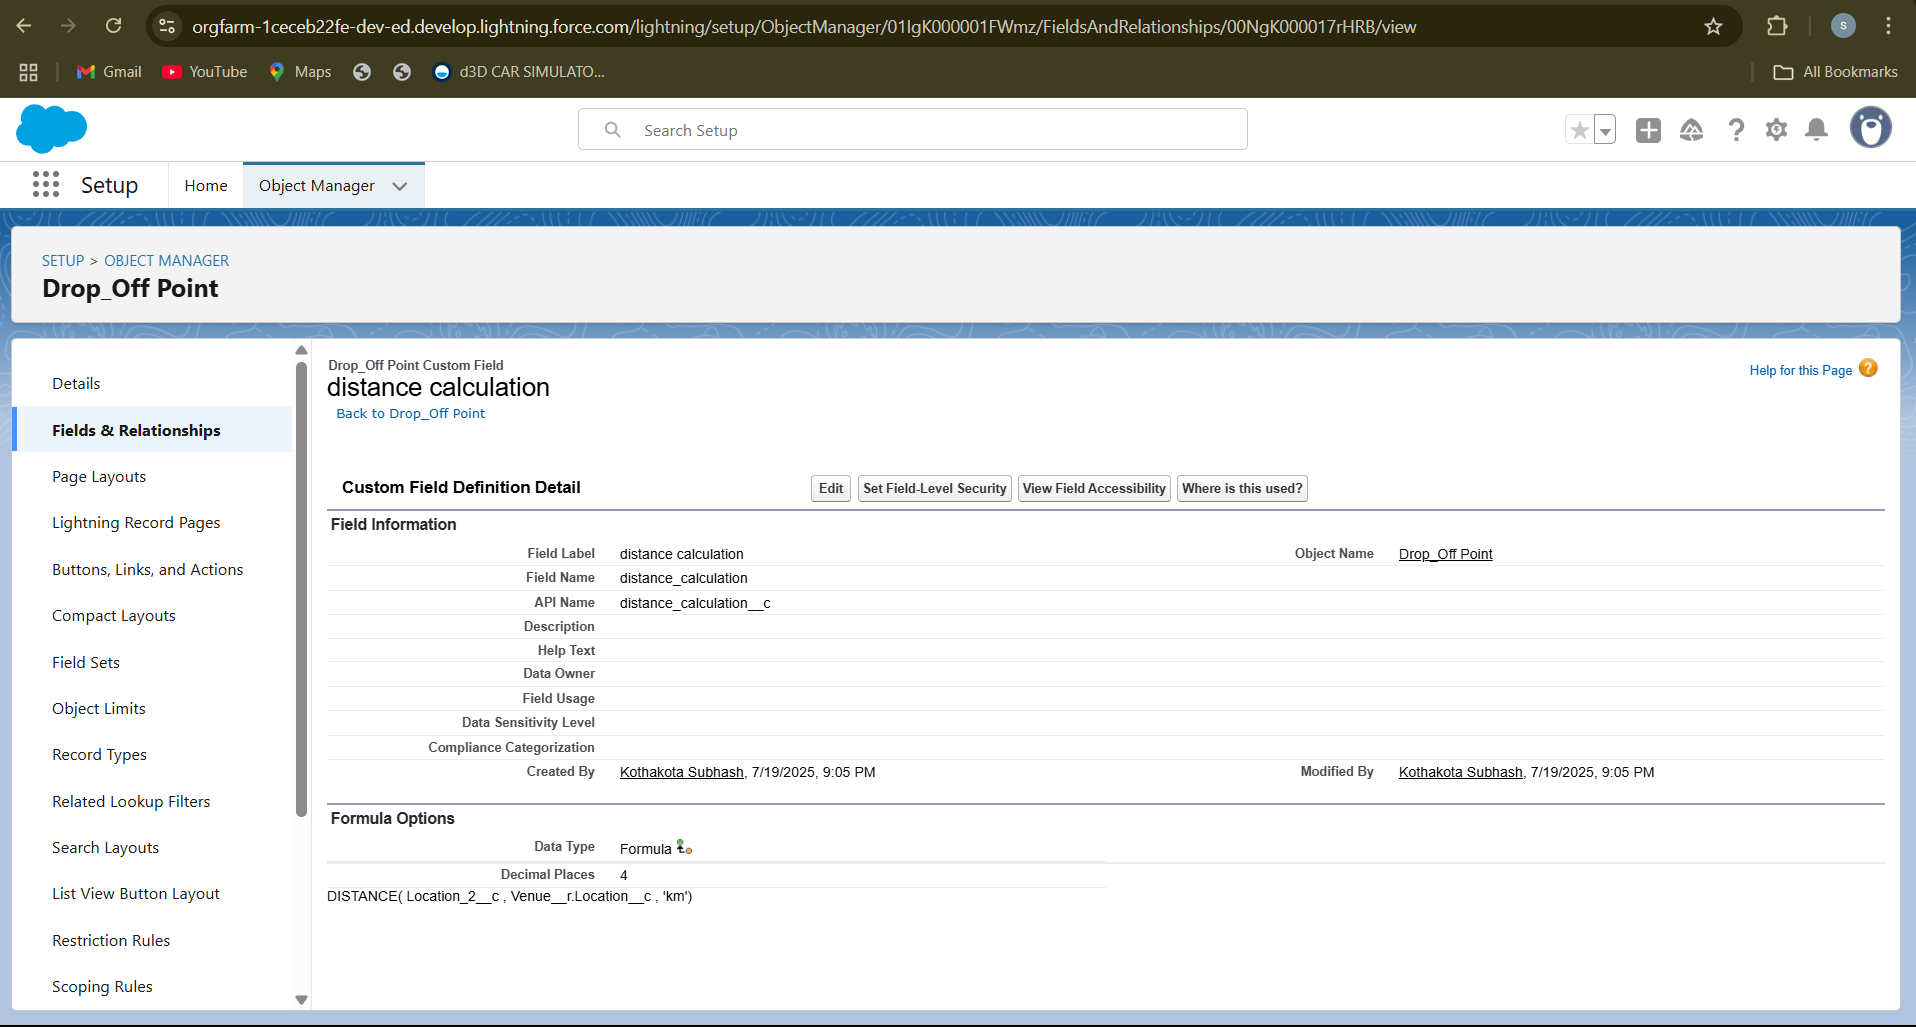 orgfarm-1ceceb22fe-dev-ed.develop.lightning.force.com/lightning/setup/ObjectManager/01IgK000001FWmz/FieldsAndRelationships/00NgK000017rHRB/view
S
Gmail YouTube Maps d3D CAR SIMULATO... All Bookmarks
Search Setup
Setup Home Object Manager
SETUP > OBJECT MANAGER
Drop_Off Point
Details
Fields & Relationships
Page Layouts
Lightning Record Pages
Buttons, Links, and Actions
Compact Layouts
Field Sets
Object Limits
Record Types
Related Lookup Filters
Search Layouts
List View Button Layout
Restriction Rules
Scoping Rules
Drop_Off Point Custom Field
distance calculation
Back to Drop_Off Point
Help for this Page ?
Custom Field Definition Detail Edit Set Field-Level Security View Field Accessibility Where is this used?
Field Information
Field Label distance calculation Object Name Drop_Off Point
Field Name distance_calculation
API Name distance_calculation__c
Description
Help Text
Data Owner
Field Usage
Data Sensitivity Level
Compliance Categorization
Created By Kothakota Subhash, 7/19/2025, 9:05 PM Modified By Kothakota Subhash, 7/19/2025, 9:05 PM
Formula Options
Data Type Formula
Decimal Places 4
DISTANCE( Location_2__c , Venue__r.Location__c , 'km')